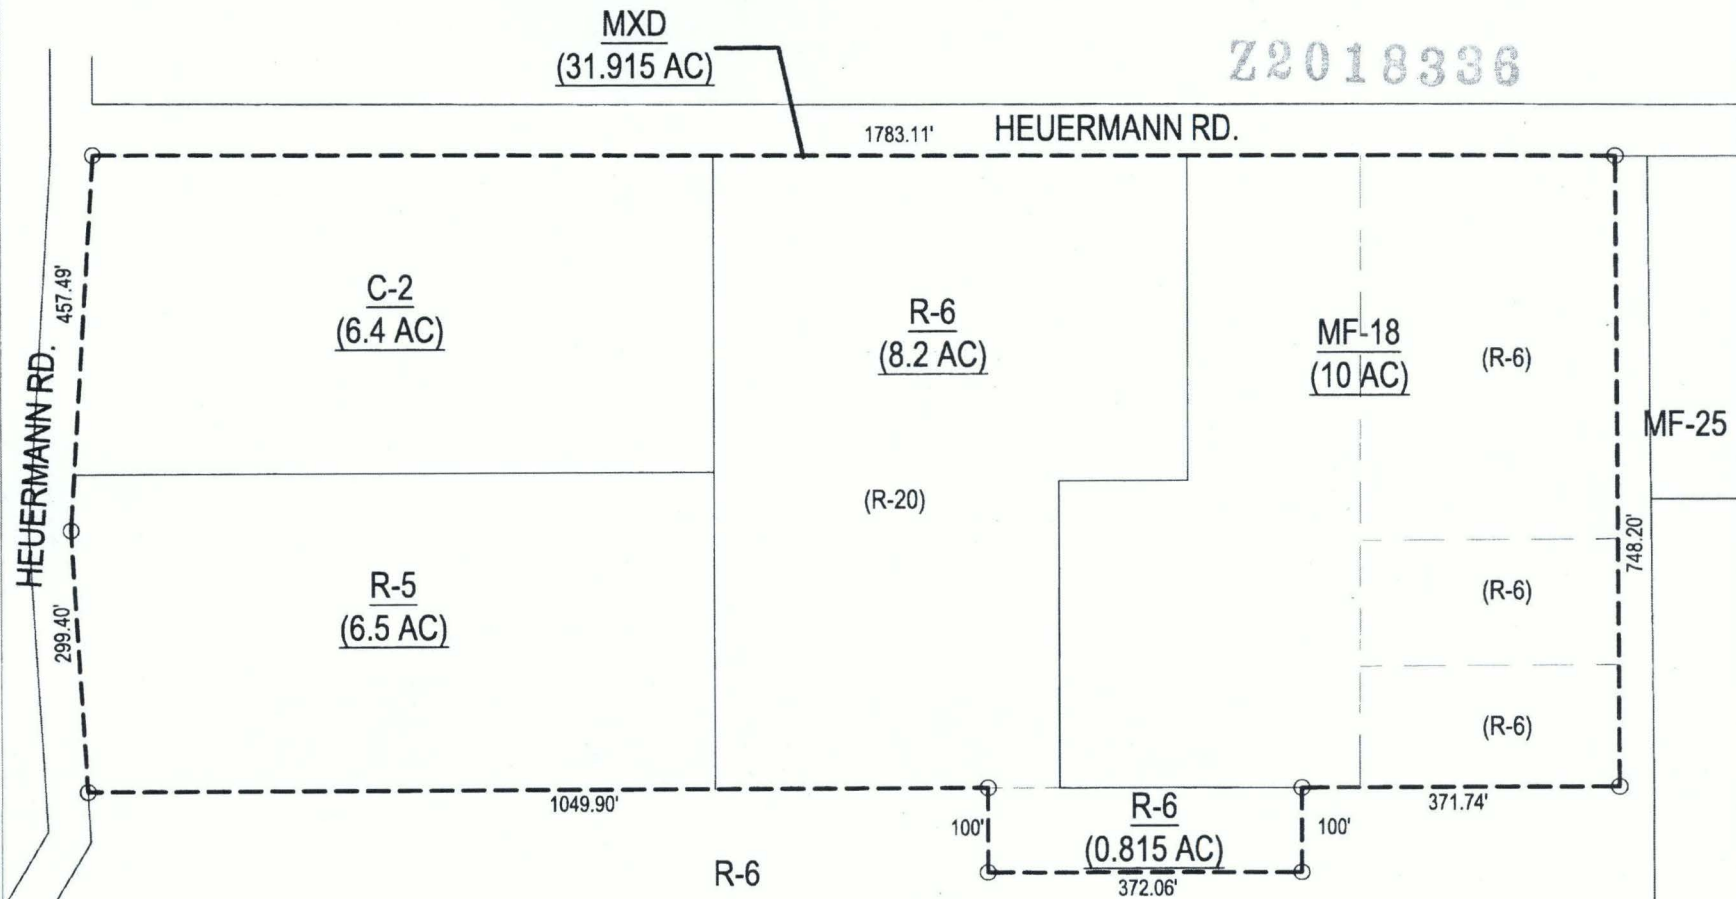 MXD
(31.915 AC)
Z2018336
1783.11'
HEUERMANN RD.
457.49'
C-2
(6.4 AC)
R-6
(8.2 AC)
MF-18
(10 AC)
(R-6)
HEUERMANN RD.
MF-25
(R-20)
748.20'
R-5
(6.5 AC)
(R-6)
299.40'
(R-6)
1049.90'
371.74'
100'
R-6
(0.815 AC)
100'
R-6
372.06'